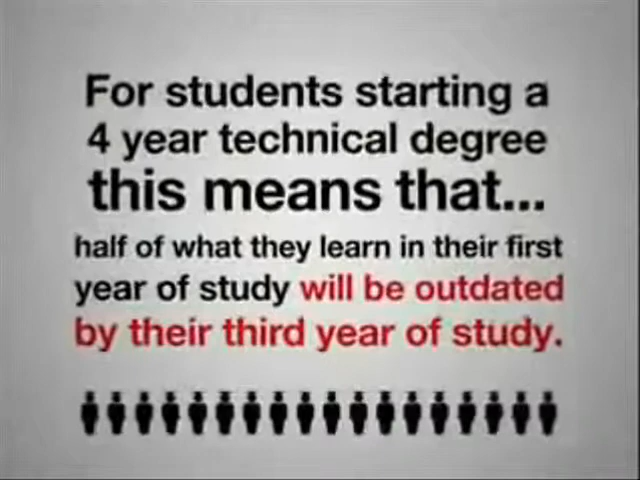 For students starting a
4 year technical degree
this means that...
half of what they learn in their first
year of study will be outdated
by their third year of study.